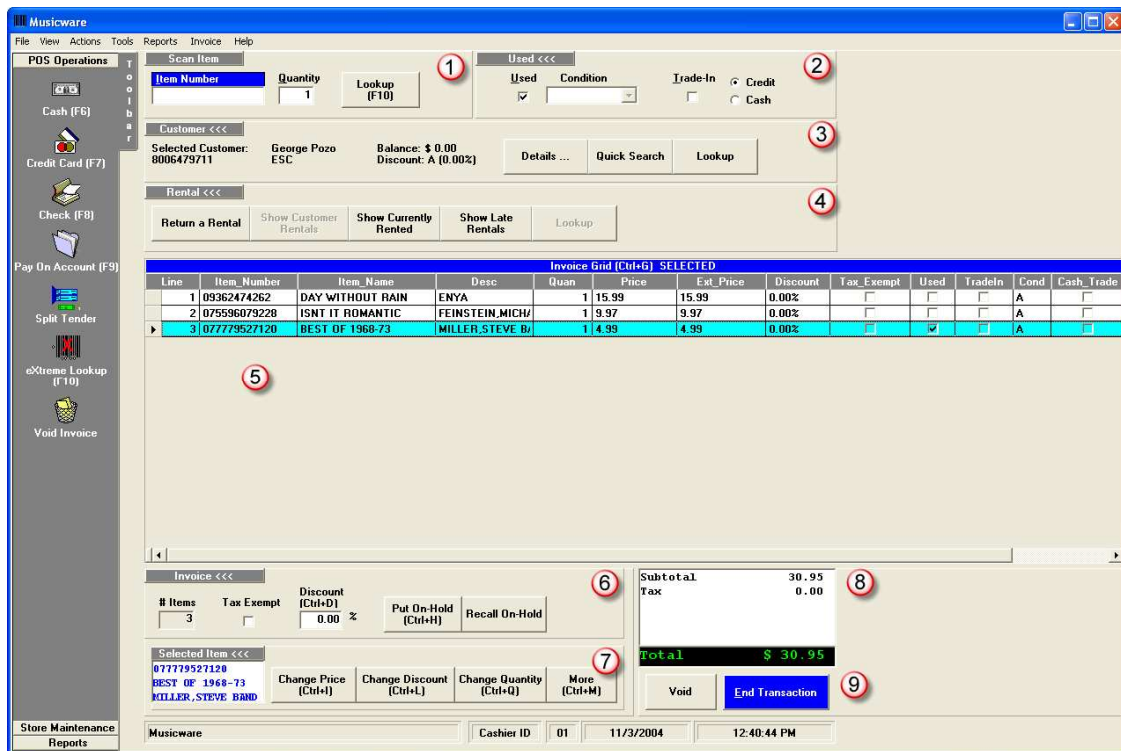 Musicware
File View Actions Tools Reports Invoice Help
POS Operations
Toolbar
Cash (F6)
Credit Card (F7)
Check (F8)
Pay On Account (F9)
Split Tender
eXtreme Lookup
(F10)
Void Invoice
Store Maintenance
Reports
Scan Item
1
Item Number
Quantity
1
Lookup
(F10)
Used <<<
2
Used Condition Trade-In Credit
Cash
Customer <<<
3
Selected Customer: George Pozo Balance: $ 0.00
8006479711 ESC Discount: A (0.00%)
Details ... Quick Search Lookup
Rental <<<
4
Return a Rental
Show Customer
Rentals
Show Currently
Rented
Show Late
Rentals
Lookup
Invoice Grid (Ctrl+G) SELECTED
Line Item_Number Item_Name Desc Quan Price Ext_Price Discount Tax_Exempt Used TradeIn Cond Cash_Trade
1 09362474262 DAY WITHOUT RAIN ENYA 1 15.99 15.99 0.00% A
2 075596079228 ISNT IT ROMANTIC FEINSTEIN,MICHA 1 9.97 9.97 0.00% A
3 077779527120 BEST OF 1968-73 MILLER,STEVE BA 1 4.99 4.99 0.00% A
5
Invoice <<<
6
# Items Tax Exempt
Discount
(Ctrl+D)
3 0.00 %
Put On-Hold
(Ctrl+H)
Recall On-Hold
Selected Item <<<
7
077779527120
BEST OF 1968-73
MILLER,STEVE BAND
Change Price
(Ctrl+I)
Change Discount
(Ctrl+L)
Change Quantity
(Ctrl+Q)
More
(Ctrl+M)
Subtotal 30.95
Tax 0.00
8
Total $ 30.95
Void End Transaction
9
Musicware Cashier ID 01 11/3/2004 12:40:44 PM